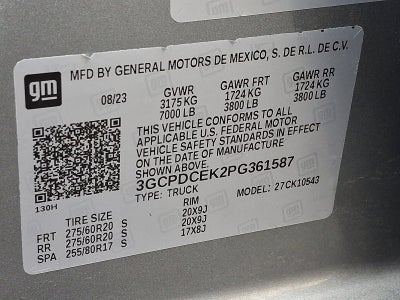 gm
MFD BY GENERAL MOTORS DE MEXICO, S. DE R.L. DE C.V.
08/23 GVWR GAWR FRT GAWR RR
3175 KG 1724 KG 1724 KG
7000 LB 3800 LB 3800 LB
THIS VEHICLE CONFORMS TO ALL
APPLICABLE U.S. FEDERAL MOTOR
VEHICLE SAFETY STANDARDS IN EFFECT
ON THE DATE OF MANUFACTURE
SHOWN ABOVE.
3GCPDCEK2PG361587
TYPE: TRUCK MODEL: 27CK10543
130H
TIRE SIZE RIM
FRT 275/60R20 S 20X9J
RR 275/60R20 S 20X9J
SPA 255/80R17 S 17X8J